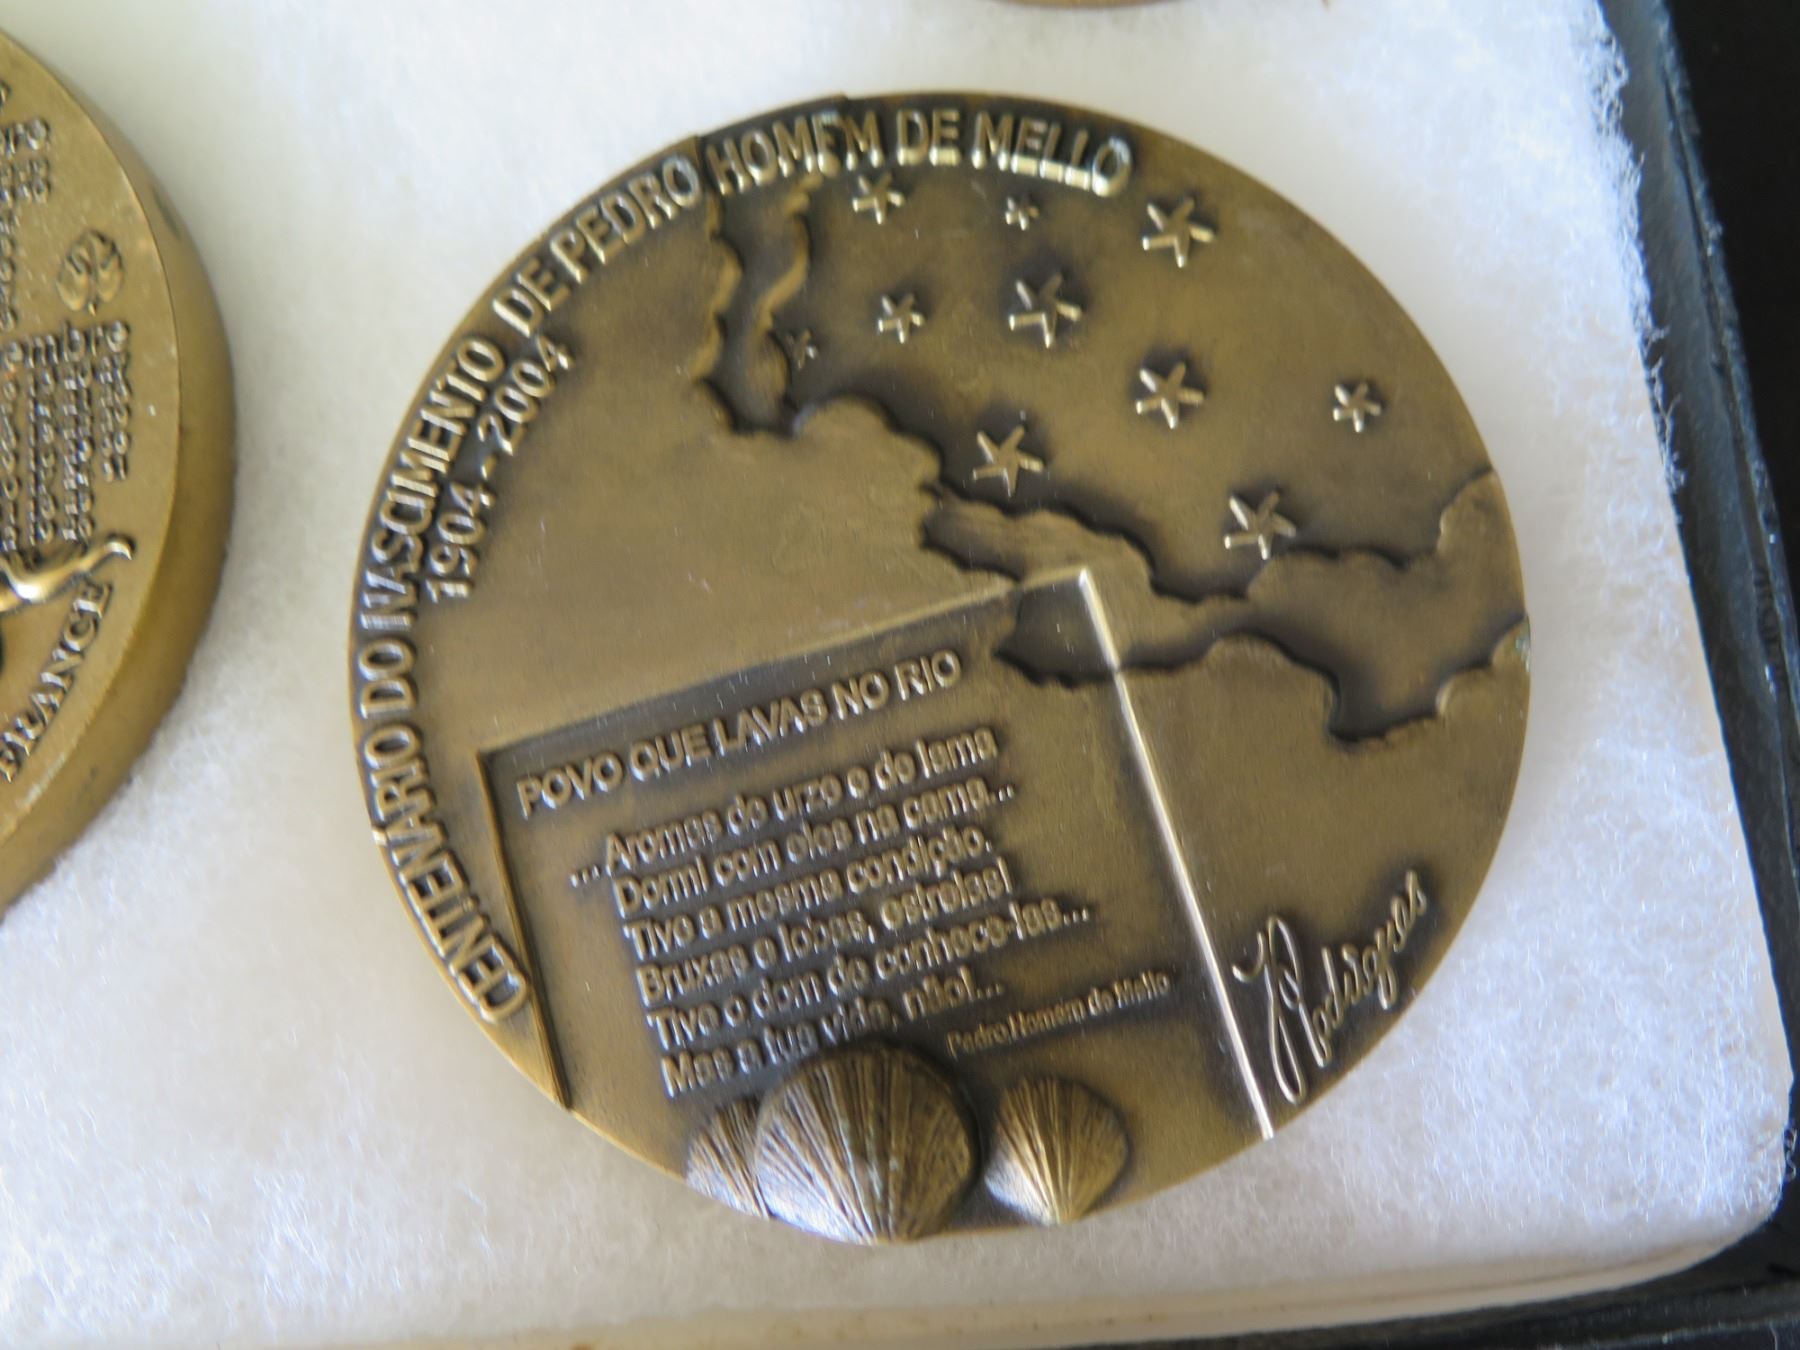 CENTENÁRIO DO NASCIMENTO DE PEDRO HOMEM DE MELLO
1904 - 2004
POVO QUE LAVAS NO RIO
...Aromas de urze e de lama
Dormi com eles na cama...
Tive a mesma condição.
Bruxas e lobas, estrelas!
Tive o dom de conhece-las...
Mas a tua vida, não!...
Pedro Homem de Mello
Rodrigues
FRANCE